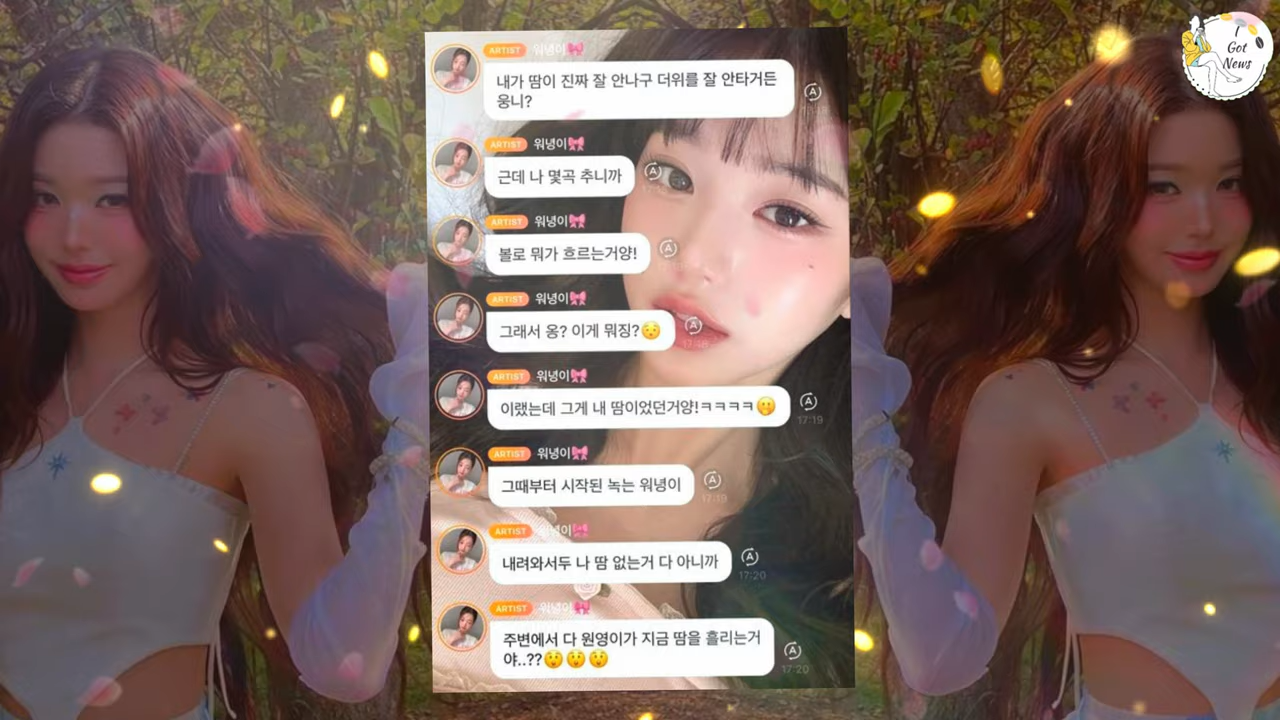 I
Got
News
ARTIST 워녕이🎀
내가 땀이 진짜 잘 안나구 더위를 잘 안타거든
웅니?
ARTIST 워녕이🎀
근데 나 몇곡 추니까
ARTIST 워녕이🎀
볼로 뭐가 흐르는거양!
ARTIST 워녕이🎀
그래서 옹? 이게 뭐징?😯
ARTIST 워녕이🎀
이랬는데 그게 내 땀이었던거양!ㅋㅋㅋㅋ🤭
17:19
ARTIST 워녕이🎀
그때부터 시작된 녹는 워녕이
17:19
ARTIST 워녕이🎀
내려와서두 나 땀 없는거 다 아니까
17:20
ARTIST 워녕이🎀
주변에서 다 원영이가 지금 땀을 흘리는거
야..??😲😲😲
17:20